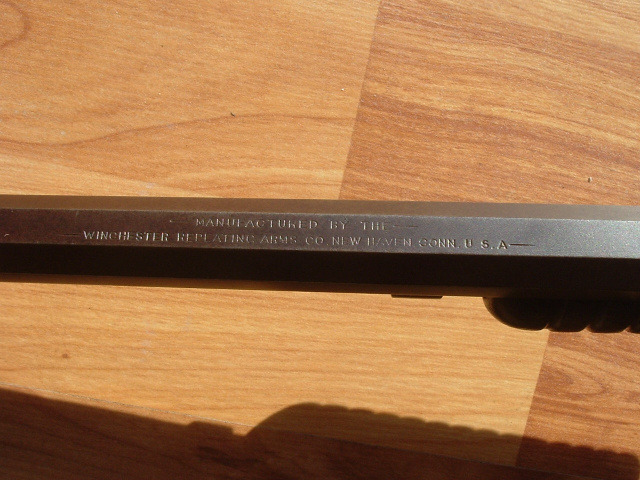 MANUFACTURED BY THE
WINCHESTER REPEATING ARMS CO. NEW HAVEN. CONN. U. S. A